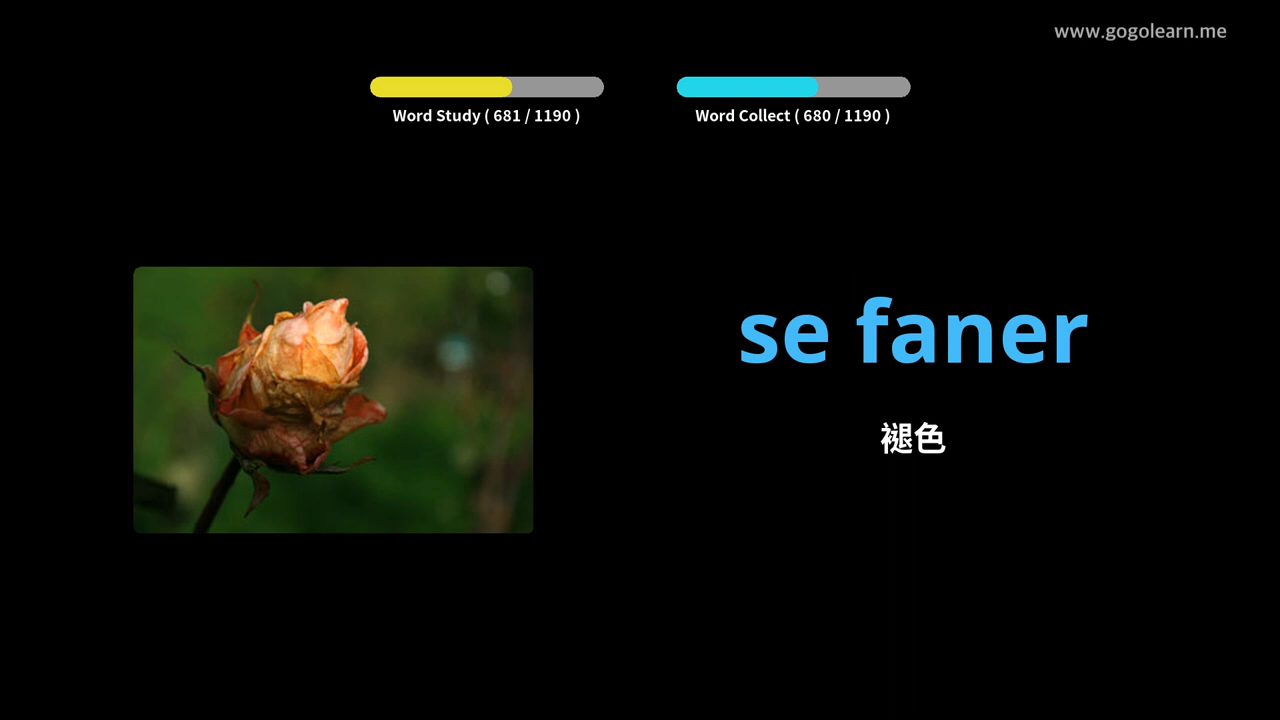 www.gogolearn.me
Word Study ( 681 / 1190 )
Word Collect ( 680 / 1190 )
se faner
褪色